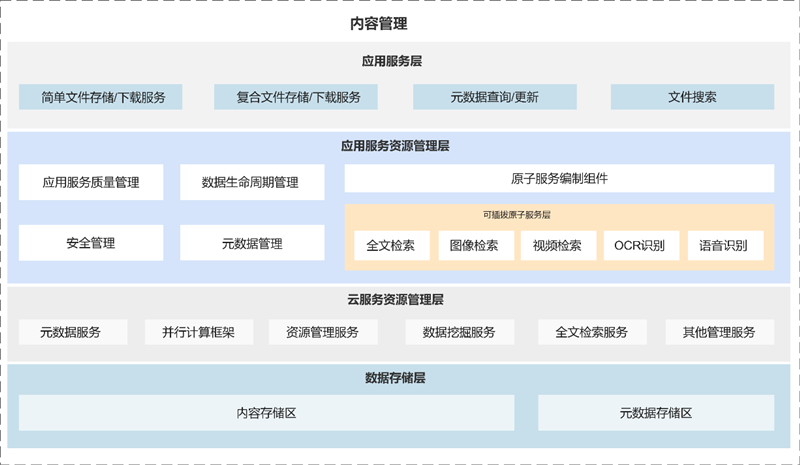 内容管理
应用服务层
简单文件存储/下载服务
复合文件存储/下载服务
元数据查询/更新
文件搜索
应用服务资源管理层
应用服务质量管理
数据生命周期管理
原子服务编制组件
安全管理
元数据管理
可插拔原子服务层
全文检索
图像检索
视频检索
OCR识别
语音识别
云服务资源管理层
元数据服务
并行计算框架
资源管理服务
数据挖掘服务
全文检索服务
其他管理服务
数据存储层
内容存储区
元数据存储区